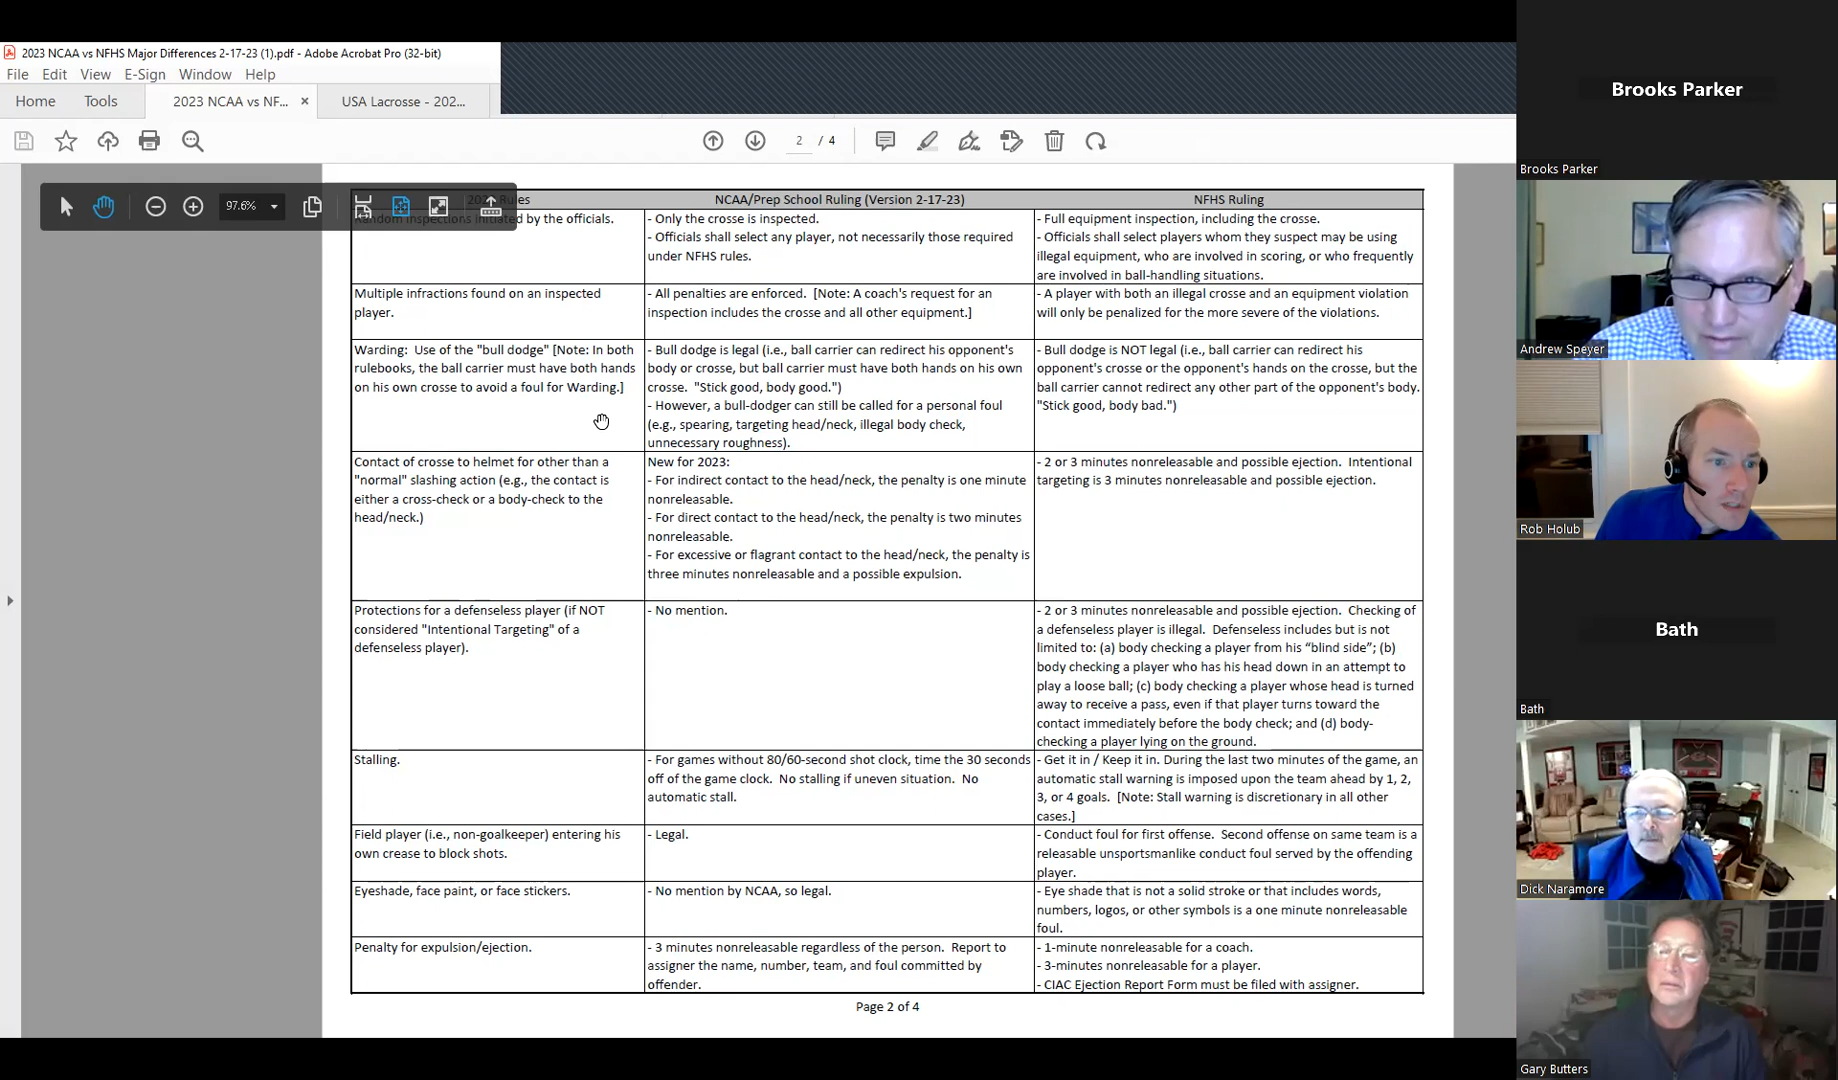 2023 NCAA vs NFHS Major Differences 2-17-23 (1).pdf - Adobe Acrobat Pro (32-bit)
File Edit View E-Sign Window Help
Home Tools 2023 NCAA vs NF... × USA Lacrosse - 202...
2 / 4
97.6%
Rules NCAA/Prep School Ruling (Version 2-17-23) NFHS Ruling
Random inspections initiated by the officials.
- Only the crosse is inspected.
- Officials shall select any player, not necessarily those required
under NFHS rules.
- Full equipment inspection, including the crosse.
- Officials shall select players whom they suspect may be using
illegal equipment, who are involved in scoring, or who frequently
are involved in ball-handling situations.
Multiple infractions found on an inspected
player.
- All penalties are enforced.  [Note: A coach's request for an
inspection includes the crosse and all other equipment.]
- A player with both an illegal crosse and an equipment violation
will only be penalized for the more severe of the violations.
Warding:  Use of the "bull dodge" [Note: In both
rulebooks, the ball carrier must have both hands
on his own crosse to avoid a foul for Warding.]
- Bull dodge is legal (i.e., ball carrier can redirect his opponent's
body or crosse, but ball carrier must have both hands on his own
crosse.  "Stick good, body good.")
- However, a bull-dodger can still be called for a personal foul
(e.g., spearing, targeting head/neck, illegal body check,
unnecessary roughness).
- Bull dodge is NOT legal (i.e., ball carrier can redirect his
opponent's crosse or the opponent's hands on the crosse, but the
ball carrier cannot redirect any other part of the opponent's body.
"Stick good, body bad.")
Contact of crosse to helmet for other than a
"normal" slashing action (e.g., the contact is
either a cross-check or a body-check to the
head/neck.)
New for 2023:
- For indirect contact to the head/neck, the penalty is one minute
nonreleasable.
- For direct contact to the head/neck, the penalty is two minutes
nonreleasable.
- For excessive or flagrant contact to the head/neck, the penalty is
three minutes nonreleasable and a possible expulsion.
- 2 or 3 minutes nonreleasable and possible ejection.  Intentional
targeting is 3 minutes nonreleasable and possible ejection.
Protections for a defenseless player (if NOT
considered "Intentional Targeting" of a
defenseless player).
- No mention.
- 2 or 3 minutes nonreleasable and possible ejection.  Checking of
a defenseless player is illegal.  Defenseless includes but is not
limited to: (a) body checking a player from his “blind side”; (b)
body checking a player who has his head down in an attempt to
play a loose ball; (c) body checking a player whose head is turned
away to receive a pass, even if that player turns toward the
contact immediately before the body check; and (d) body-
checking a player lying on the ground.
Stalling.
- For games without 80/60-second shot clock, time the 30 seconds
off of the game clock.  No stalling if uneven situation.  No
automatic stall.
- Get it in / Keep it in. During the last two minutes of the game, an
automatic stall warning is imposed upon the team ahead by 1, 2,
3, or 4 goals.  [Note: Stall warning is discretionary in all other
cases.]
Field player (i.e., non-goalkeeper) entering his
own crease to block shots.
- Legal.
- Conduct foul for first offense.  Second offense on same team is a
releasable unsportsmanlike conduct foul served by the offending
player.
Eyeshade, face paint, or face stickers.
- No mention by NCAA, so legal.
- Eye shade that is not a solid stroke or that includes words,
numbers, logos, or other symbols is a one minute nonreleasable
foul.
Penalty for expulsion/ejection.
- 3 minutes nonreleasable regardless of the person.  Report to
assigner the name, number, team, and foul committed by
offender.
- 1-minute nonreleasable for a coach.
- 3-minutes nonreleasable for a player.
- CIAC Ejection Report Form must be filed with assigner.
Page 2 of 4
Brooks Parker
Brooks Parker
Andrew Speyer
Rob Holub
Bath
Bath
Dick Naramore
Gary Butters